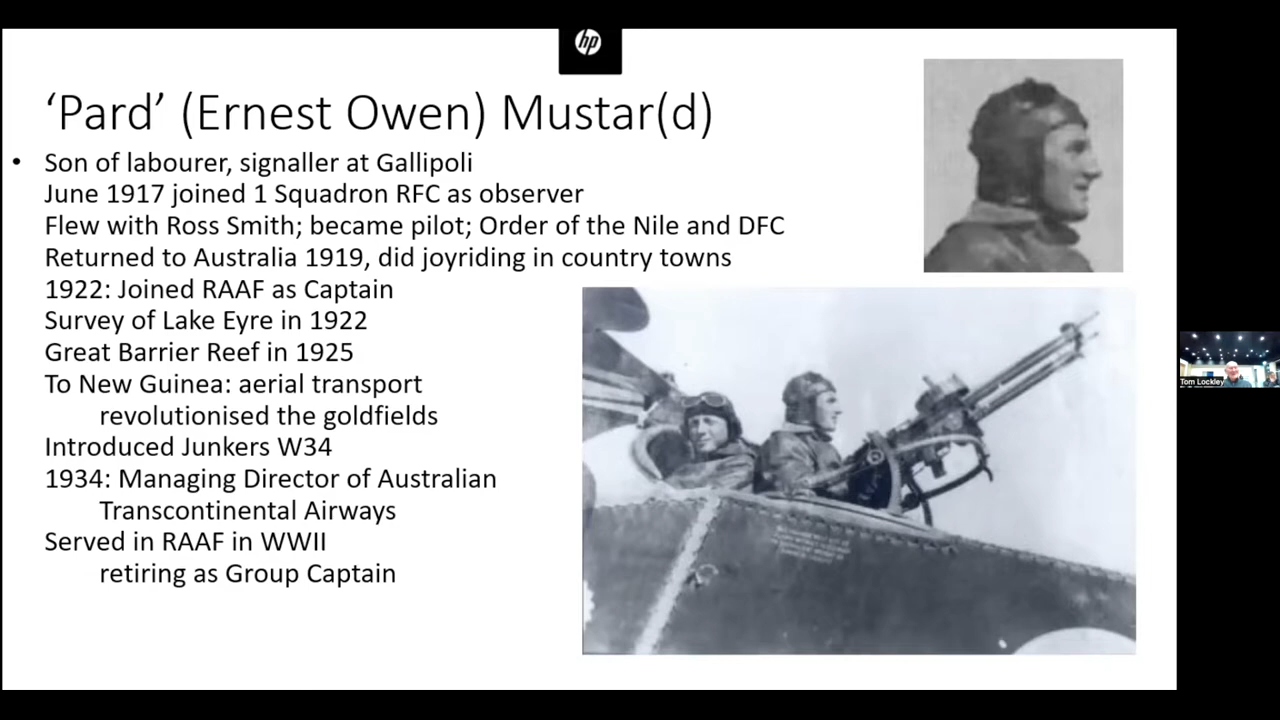 hp
‘Pard’ (Ernest Owen) Mustar(d)
• Son of labourer, signaller at Gallipoli
June 1917 joined 1 Squadron RFC as observer
Flew with Ross Smith; became pilot; Order of the Nile and DFC
Returned to Australia 1919, did joyriding in country towns
1922: Joined RAAF as Captain
Survey of Lake Eyre in 1922
Great Barrier Reef in 1925
To New Guinea: aerial transport
revolutionised the goldfields
Introduced Junkers W34
1934: Managing Director of Australian
Transcontinental Airways
Served in RAAF in WWII
retiring as Group Captain
Tom Lockley